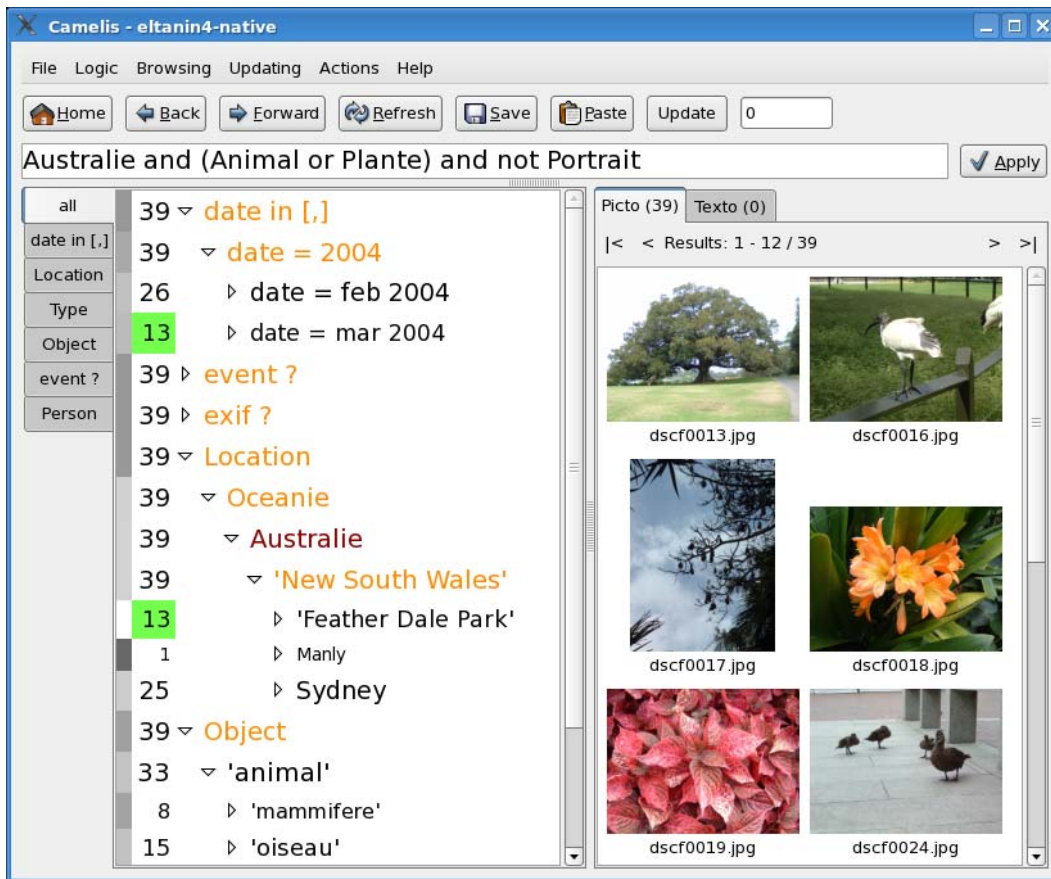 Camelis - eltanin4-native
File Logic Browsing Updating Actions Help
Home Back Forward Refresh Save Paste Update 0
Australie and (Animal or Plante) and not Portrait Apply
all
date in [,]
Location
Type
Object
event ?
Person
39 date in [,]
39 date = 2004
26 date = feb 2004
13 date = mar 2004
39 event ?
39 exif ?
39 Location
39 Oceanie
39 Australie
39 'New South Wales'
13 'Feather Dale Park'
1 Manly
25 Sydney
39 Object
33 'animal'
8 'mammifere'
15 'oiseau'
Picto (39) Texto (0)
|< < Results: 1 - 12 / 39 > >|
dscf0013.jpg dscf0016.jpg
dscf0017.jpg dscf0018.jpg
dscf0019.jpg dscf0024.jpg